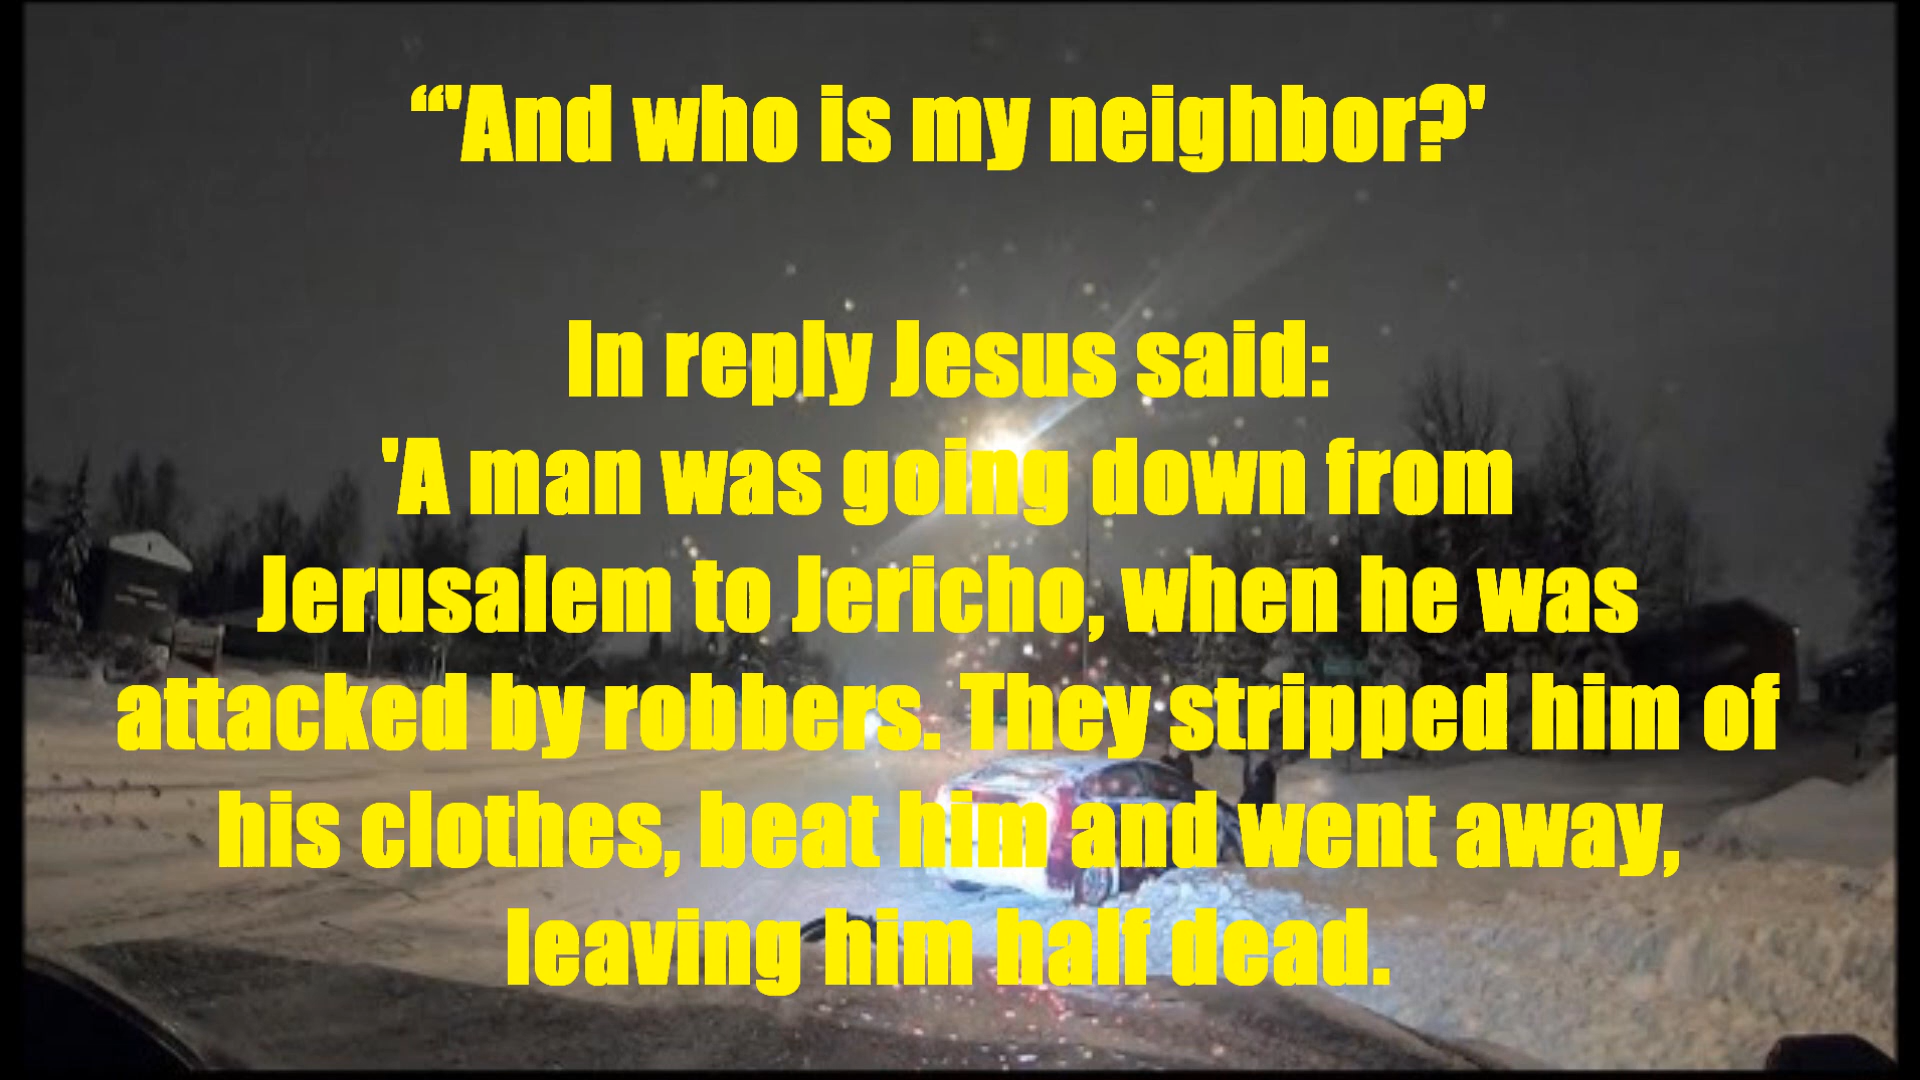 “'And who is my neighbor?'
In reply Jesus said:
'A man was going down from
Jerusalem to Jericho, when he was
attacked by robbers. They stripped him of
his clothes, beat him and went away,
leaving him half dead.